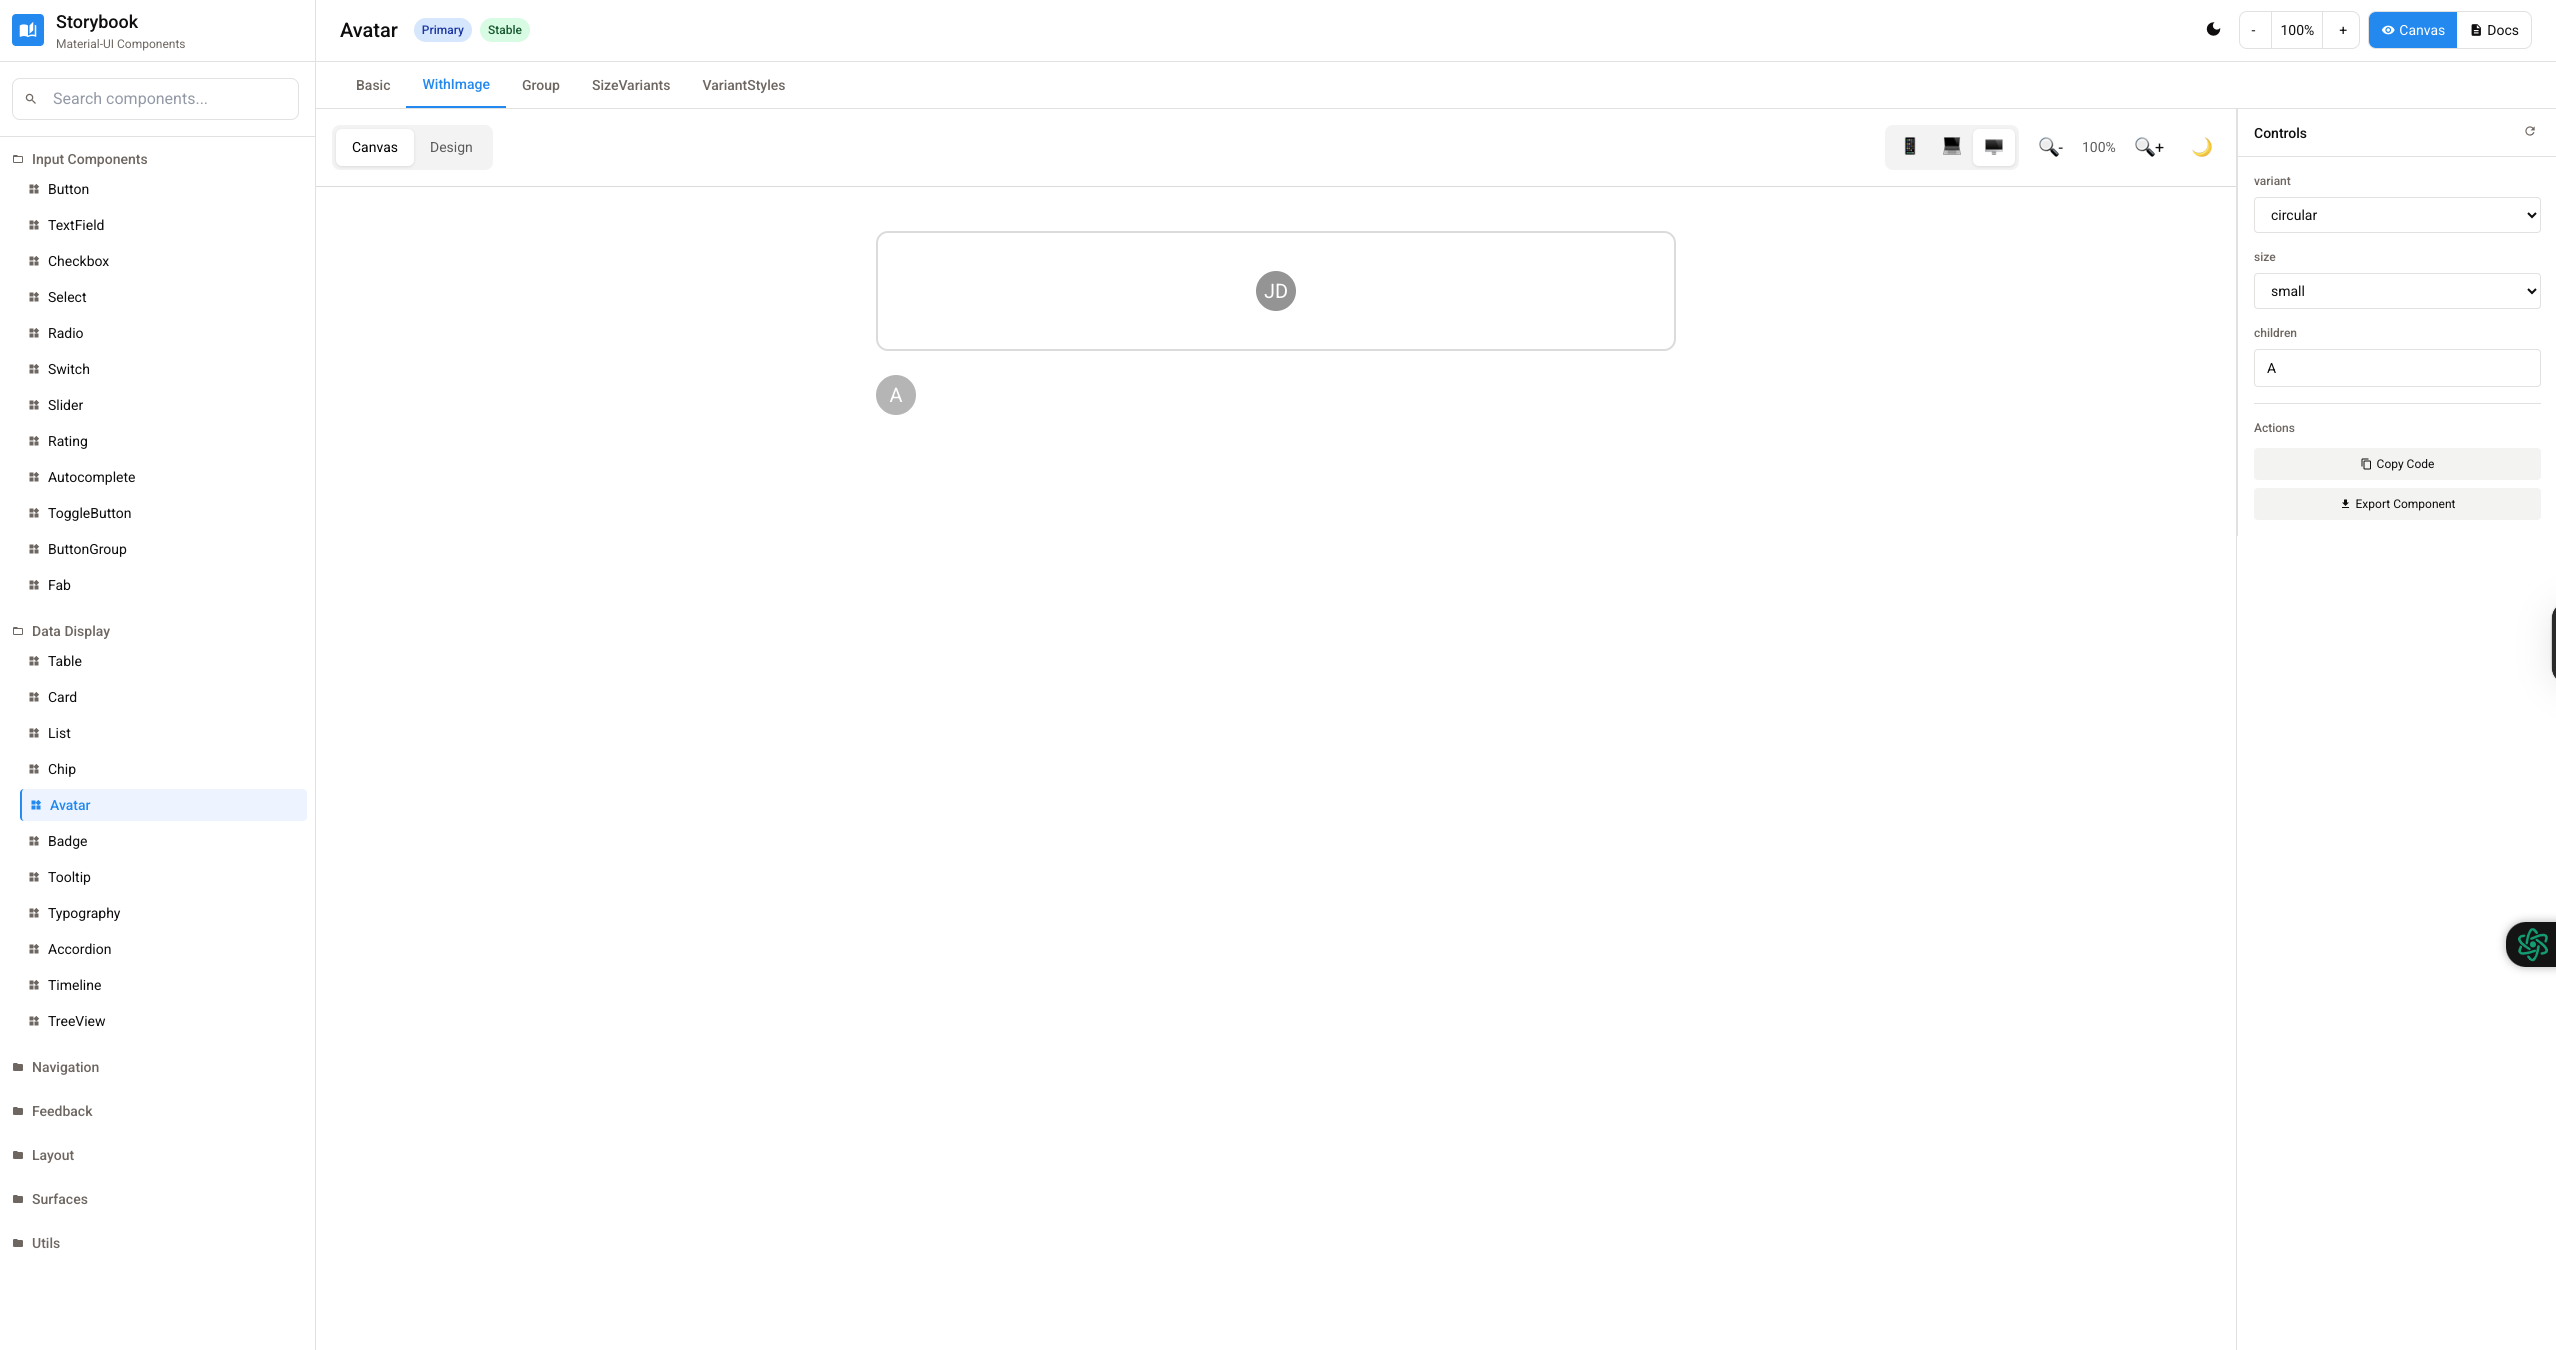 Storybook
Material-UI Components
Search components...
Input Components
Button
TextField
Checkbox
Select
Radio
Switch
Slider
Rating
Autocomplete
ToggleButton
ButtonGroup
Fab
Data Display
Table
Card
List
Chip
Avatar
Badge
Tooltip
Typography
Accordion
Timeline
TreeView
Navigation
Feedback
Layout
Surfaces
Utils
Avatar Primary Stable
- 100% + Canvas Docs
Basic WithImage Group SizeVariants VariantStyles
Canvas Design
- 100% +
JD
A
Controls
variant
circular
size
small
children
A
Actions
Copy Code
Export Component